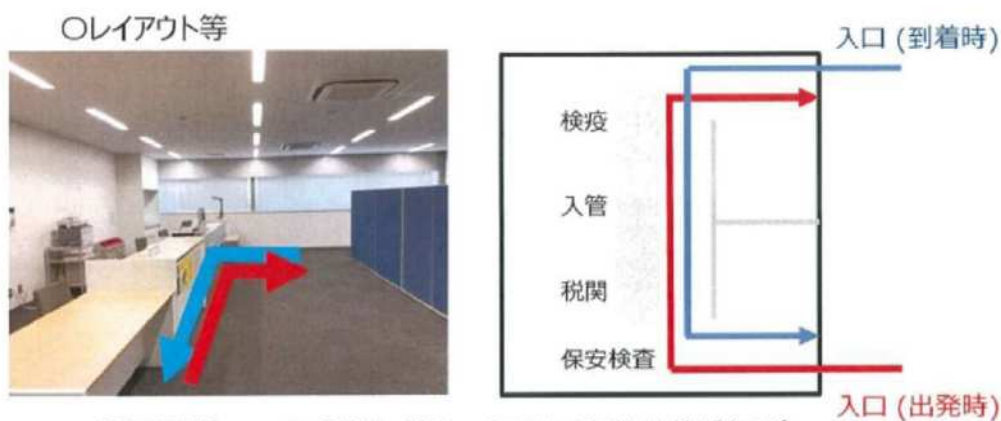 〇レイアウト等
入口 (到着時)
検疫
入管
税関
保安検査
入口 (出発時)